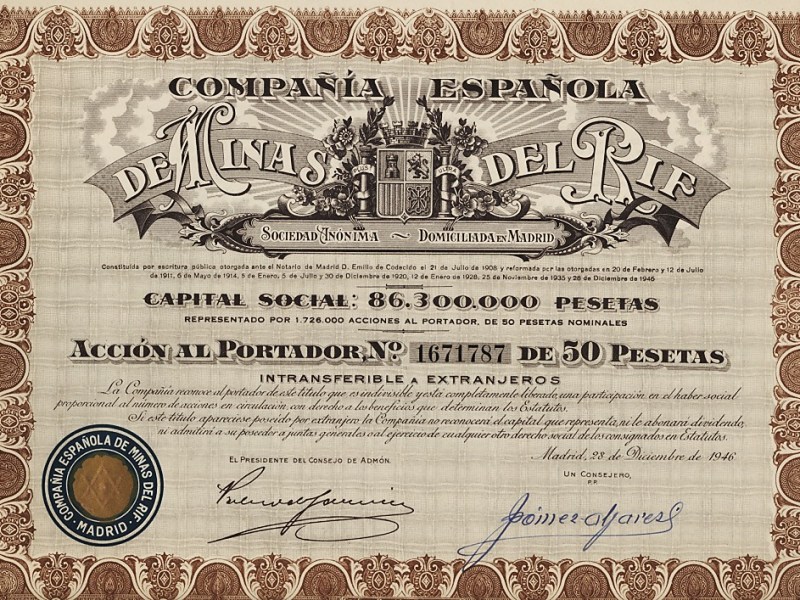 COMPAÑÍA ESPAÑOLA
DE MINAS DEL RIF
PLUS ULTRA
SOCIEDAD ANÓNIMA ~ DOMICILIADA EN MADRID
Constituida por escritura pública otorgada ante el Notario de Madrid D. Emilio de Codecido el 21 de Julio de 1908 y reformada por las otorgadas en 20 de Febrero y 12 de Julio
de 1911, 6 de Mayo de 1914, 5 de Enero, 5 de Julio y 30 de Diciembre de 1920, 12 de Enero de 1928, 25 de Noviembre de 1935 y 28 de Diciembre de 1946
CAPITAL SOCIAL: 86.300.000 PESETAS
REPRESENTADO POR 1.726.000 ACCIONES AL PORTADOR, DE 50 PESETAS NOMINALES
ACCIÓN AL PORTADOR, Nº 1671787 DE 50 PESETAS
INTRANSFERIBLE A EXTRANJEROS
La Compañía reconoce al portador de este título que es indivisible y está completamente liberado, una participación en el haber social
proporcional al número de acciones en circulación, con derecho a los beneficios que determinan los Estatutos.
Si este título apareciese poseído por extranjero la Compañía no reconocerá el capital que representa, ni le abonará dividendo,
ni admitirá a su poseedor a juntas generales o al ejercicio de cualquier otro derecho social de los consignados en Estatutos.
Madrid, 28 de Diciembre de 1946
EL PRESIDENTE DEL CONSEJO DE ADMÓN.
UN CONSEJERO,
P.P.
COMPAÑIA ESPAÑOLA DE MINAS DEL RIF
· MADRID ·